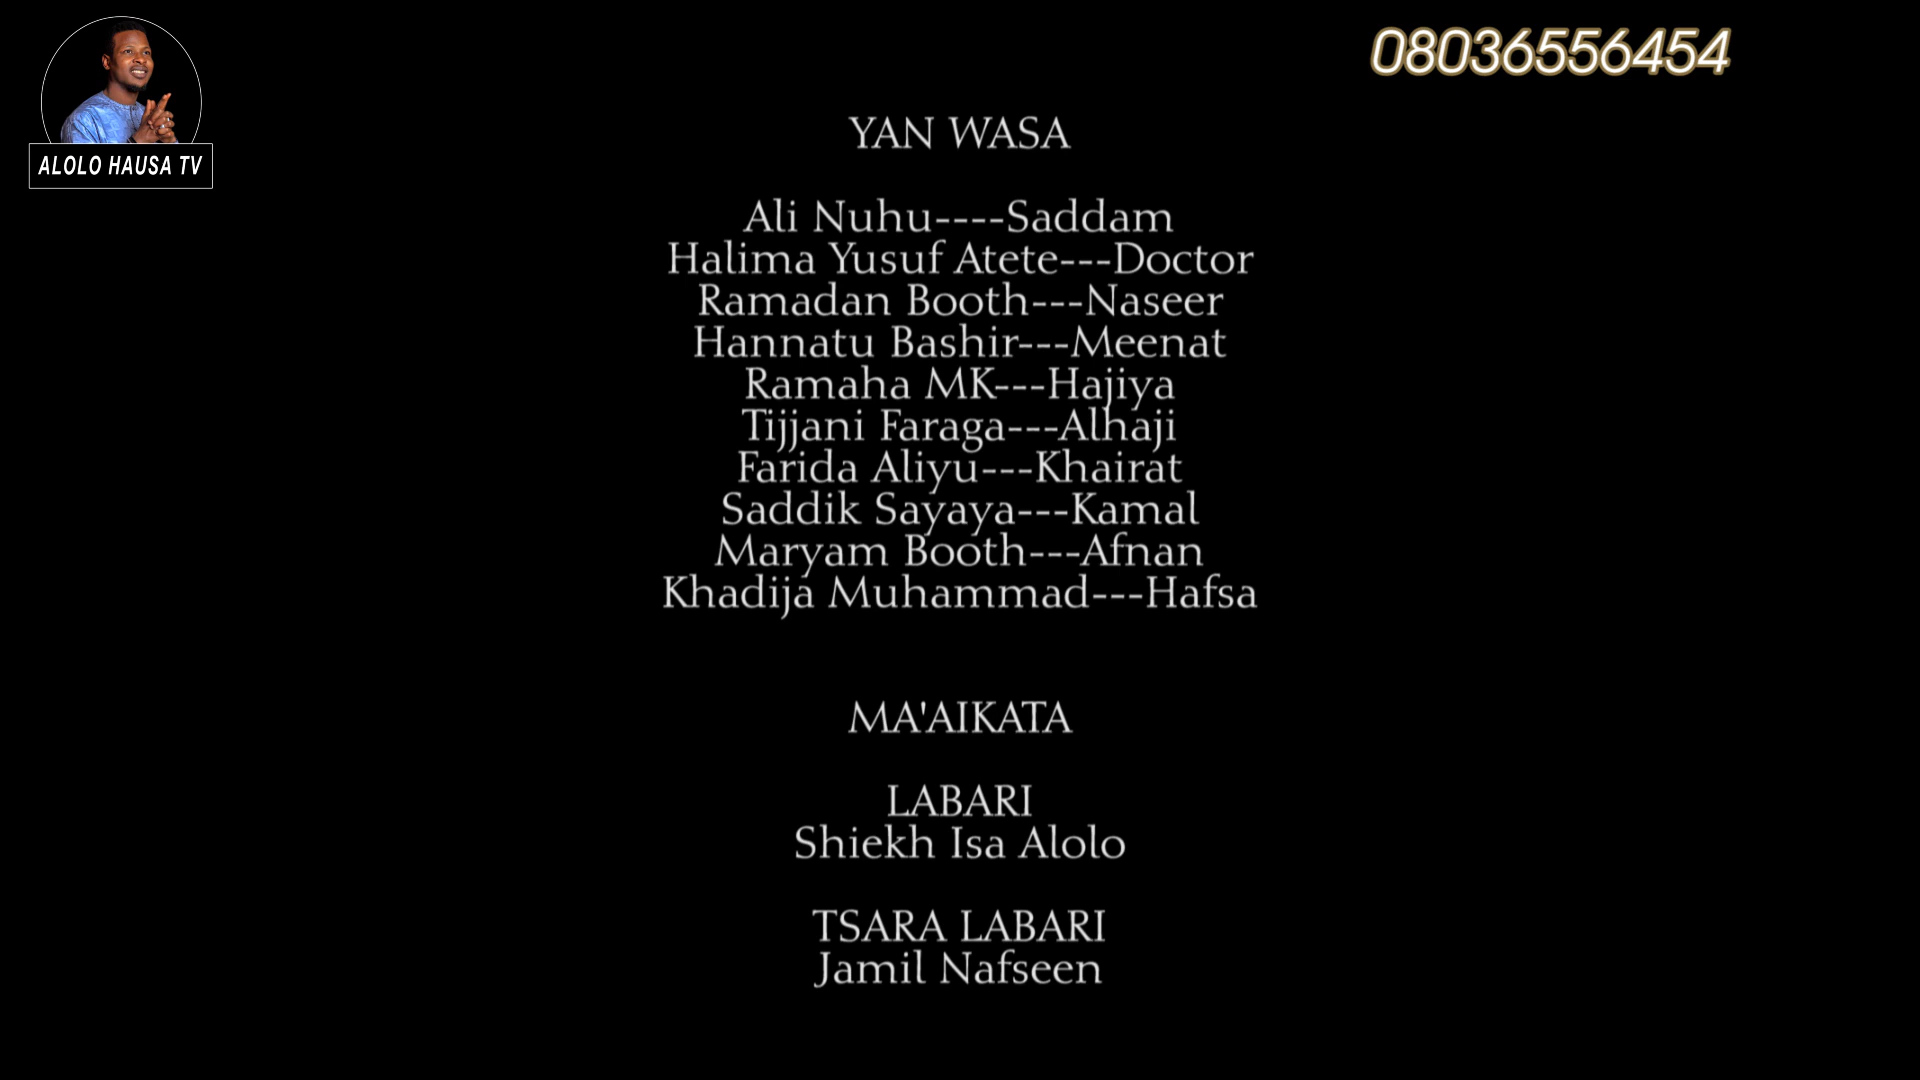 ALOLO HAUSA TV
08036556454
YAN WASA
Ali Nuhu----Saddam
Halima Yusuf Atete---Doctor
Ramadan Booth---Naseer
Hannatu Bashir---Meenat
Ramaha MK---Hajiya
Tijjani Faraga---Alhaji
Farida Aliyu---Khairat
Saddik Sayaya---Kamal
Maryam Booth---Afnan
Khadija Muhammad---Hafsa
MA'AIKATA
LABARI
Shiekh Isa Alolo
TSARA LABARI
Jamil Nafseen